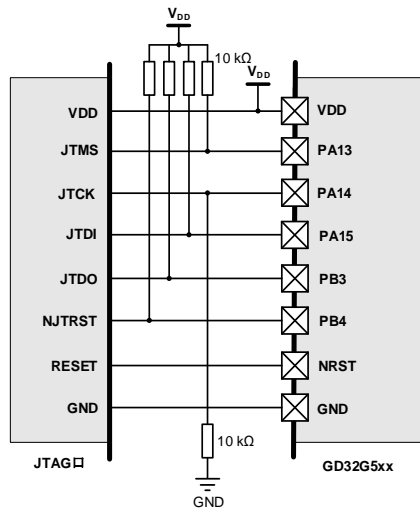 VDD
10 kΩ
VDD
VDD
VDD
JTMS
PA13
JTCK
PA14
JTDI
PA15
JTDO
PB3
NJTRST
PB4
RESET
NRST
GND
GND
10 kΩ
JTAG口
GD32G5xx
GND